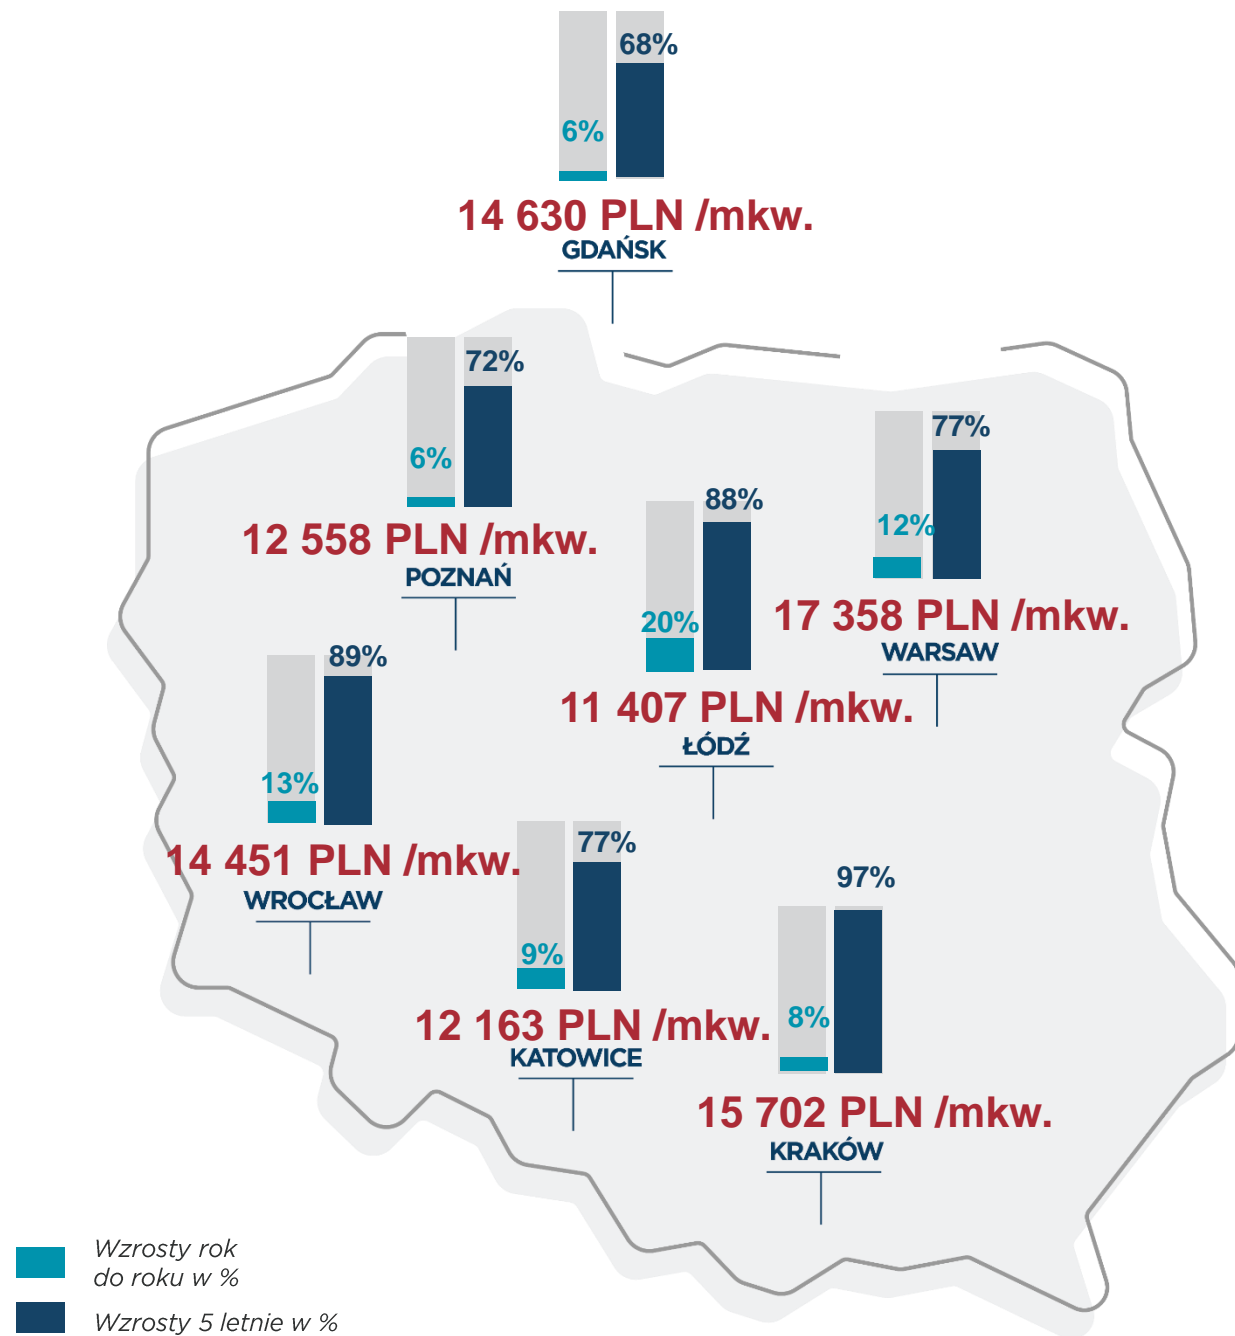 68%
6%
14 630 PLN /mkw.
GDAŃSK
72%
6%
12 558 PLN /mkw.
POZNAŃ
77%
12%
17 358 PLN /mkw.
WARSAW
88%
20%
11 407 PLN /mkw.
ŁÓDŹ
89%
13%
14 451 PLN /mkw.
WROCŁAW
77%
9%
12 163 PLN /mkw.
KATOWICE
97%
8%
15 702 PLN /mkw.
KRAKÓW
Wzrosty rok
do roku w %
Wzrosty 5 letnie w %